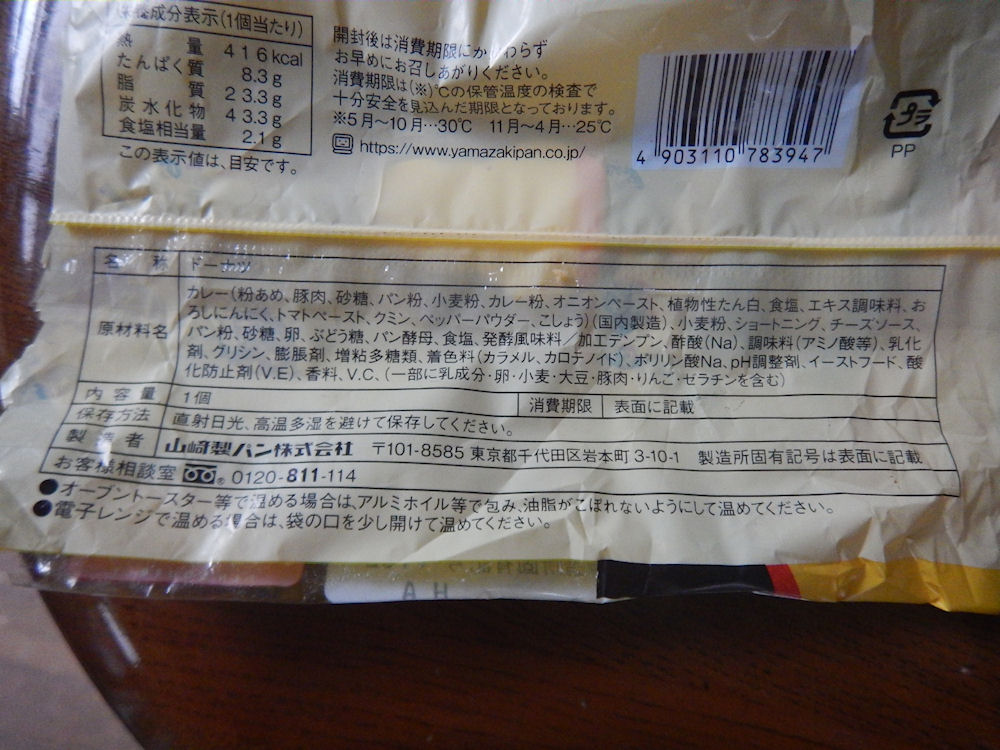 栄養成分表示(1個当たり)
熱量 416kcal
たんぱく質 8.3g
脂質 23.3g
炭水化物 43.3g
食塩相当量 2.1g
この表示値は、目安です。
開封後は消費期限にかかわらず
お早めにお召しあがりください。
消費期限は(※)℃の保管温度の検査で
十分安全を見込んだ期限となっております。
※5月～10月…30℃ 11月～4月…25℃
https://www.yamazakipan.co.jp/
4 903110 783947
プラ
PP
名称 ドーナツ
原材料名 カレー(粉あめ、豚肉、砂糖、パン粉、小麦粉、カレー粉、オニオンペースト、植物性たん白、食塩、エキス調味料、お
ろしにんにく、トマトペースト、クミン、ペッパーパウダー、こしょう)(国内製造)、小麦粉、ショートニング、チーズソース、
パン粉、砂糖、卵、ぶどう糖、パン酵母、食塩、発酵風味料／加工デンプン、酢酸(Na)、調味料(アミノ酸等)、乳化
剤、グリシン、膨脹剤、増粘多糖類、着色料(カラメル、カロテノイド)、ポリリン酸Na、pH調整剤、イーストフード、酸
化防止剤(V.E)、香料、V.C、(一部に乳成分・卵・小麦・大豆・豚肉・りんご・ゼラチンを含む)
内容量 1個 消費期限 表面に記載
保存方法 直射日光、高温多湿を避けて保存してください。
製造者 山崎製パン株式会社 〒101-8585 東京都千代田区岩本町3-10-1 製造所固有記号は表面に記載
お客様相談室 ® 0120-811-114
●オーブントースター等で温める場合は、アルミホイル等で包み、油脂がこぼれないようにして温めてください。
●電子レンジで温める場合は、袋の口を少し開けて温めてください。